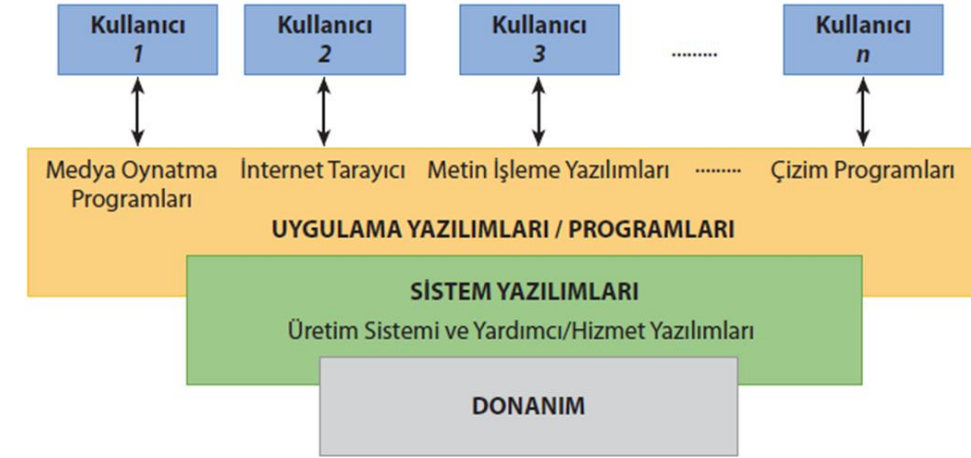 Kullanıcı
1
Kullanıcı
2
Kullanıcı
3
.........
Kullanıcı
n
Medya Oynatma
Programları
İnternet Tarayıcı
Metin İşleme Yazılımları
.........
Çizim Programları
UYGULAMA YAZILIMLARI / PROGRAMLARI
SİSTEM YAZILIMLARI
Üretim Sistemi ve Yardımcı/Hizmet Yazılımları
DONANIM